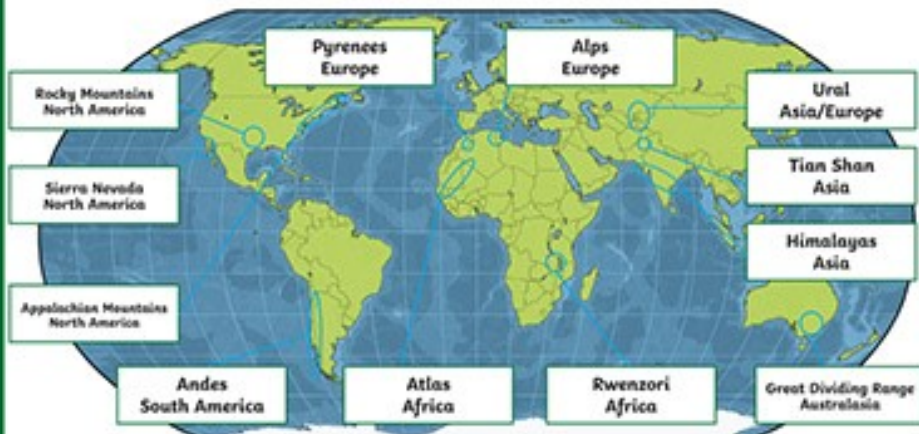 Pyrenees
Europe
Alps
Europe
Rocky Mountains
North America
Ural
Asia/Europe
Sierra Nevada
North America
Tian Shan
Asia
Himalayas
Asia
Appalachian Mountains
North America
Andes
South America
Atlas
Africa
Rwenzori
Africa
Great Dividing Range
Australasia